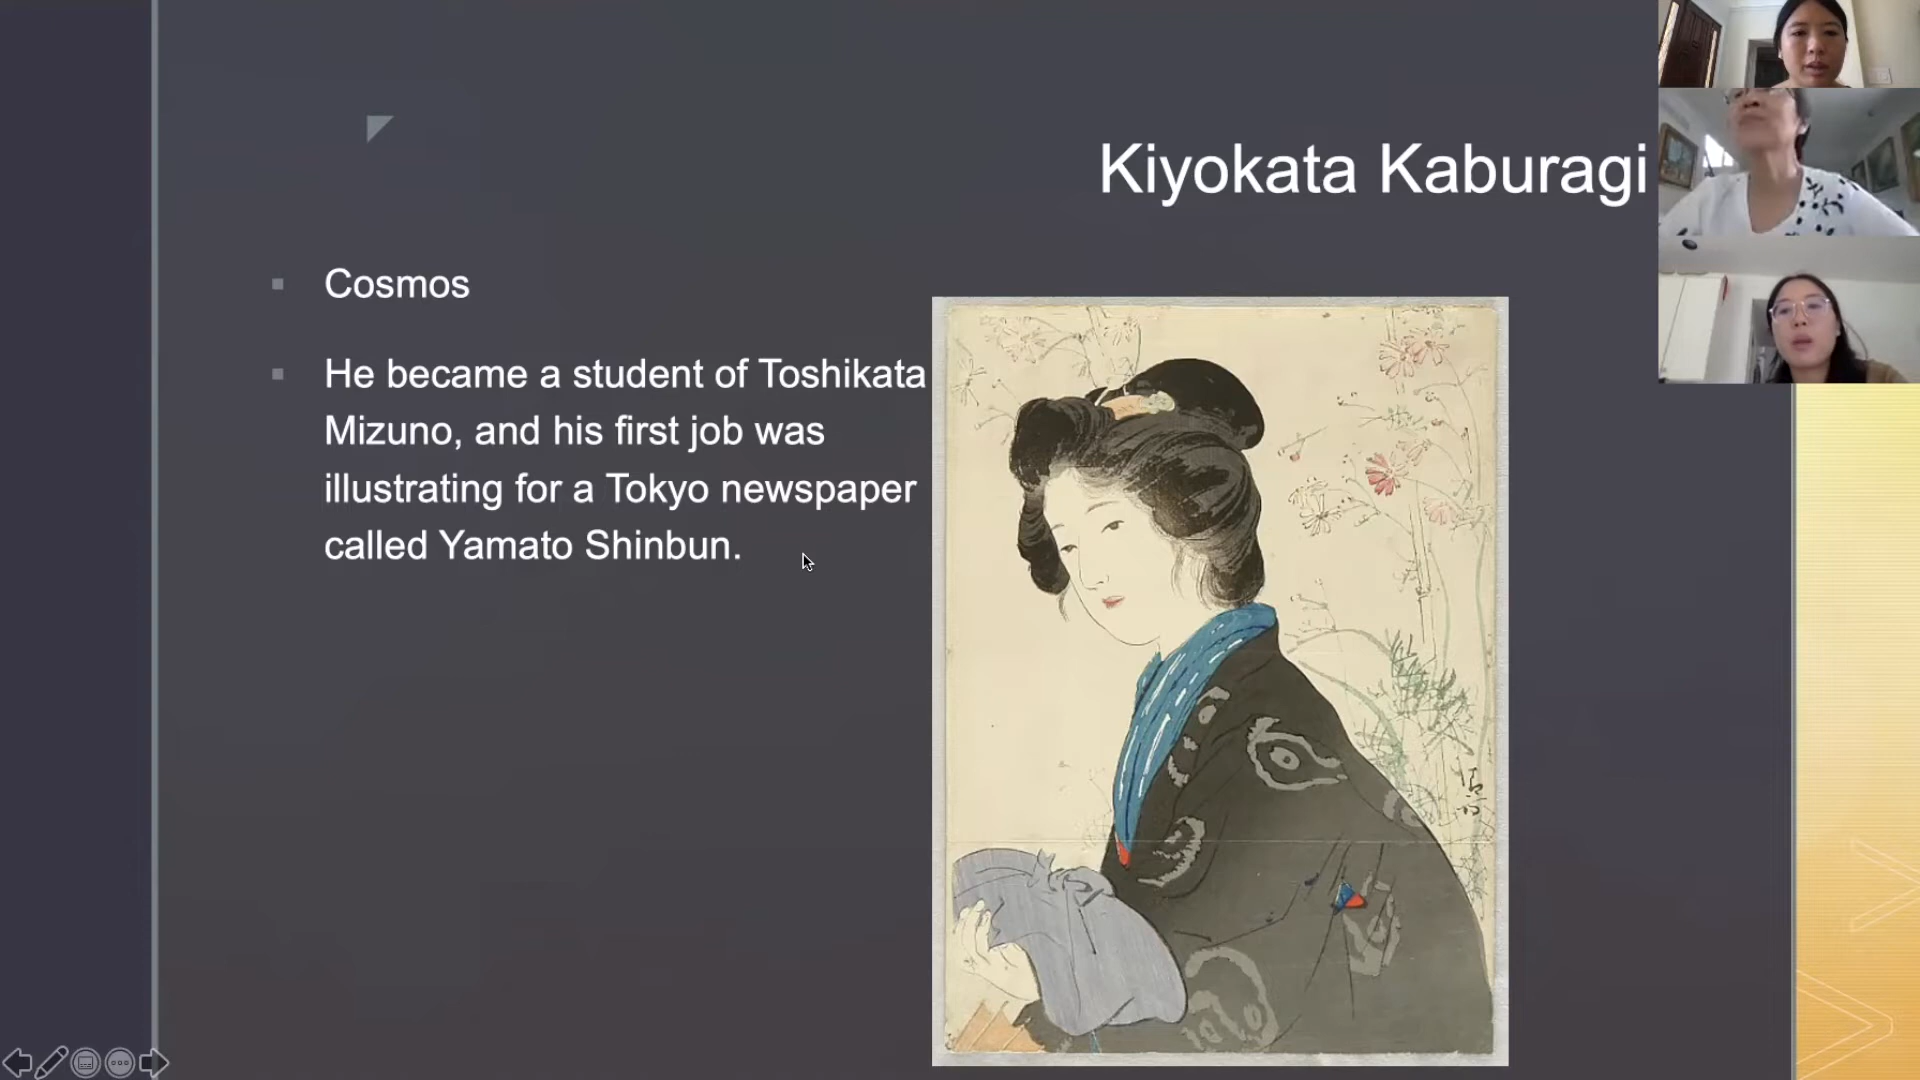 Kiyokata Kaburagi
Cosmos
He became a student of Toshikata
Mizuno, and his first job was
illustrating for a Tokyo newspaper
called Yamato Shinbun.